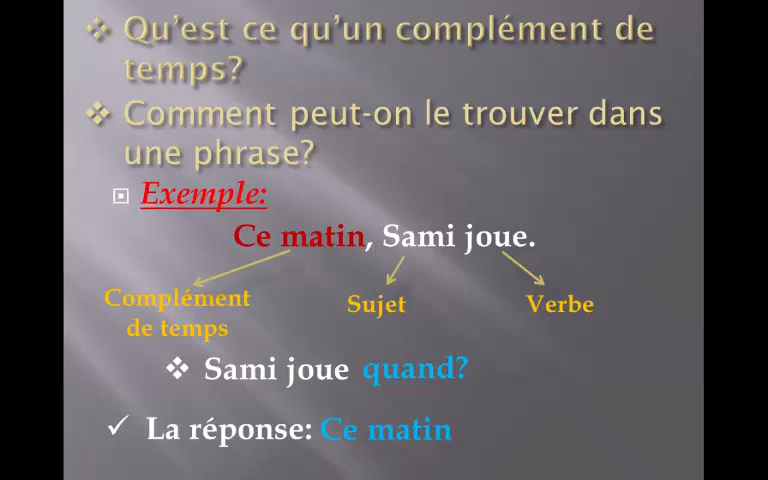 Qu'est ce qu'un complément de
temps?
Comment peut-on le trouver dans
une phrase?
Exemple:
Ce matin, Sami joue.
Complément
de temps
Sujet
Verbe
Sami joue quand?
La réponse: Ce matin